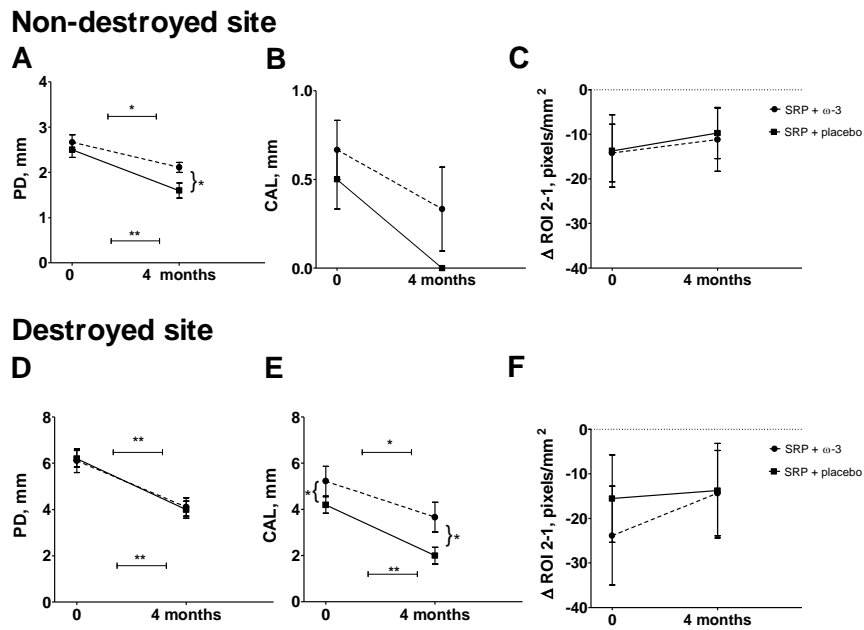 Non-destroyed site
A
B
C
PD, mm
4
3
2
1
0
*
*
**
0
4 months
CAL, mm
1.0
0.5
0.0
0
4 months
Δ ROI 2-1, pixels/mm²
0
-10
-20
-30
-40
0
4 months
SRP + ω-3
SRP + placebo
Destroyed site
D
E
F
PD, mm
8
6
4
2
0
**
**
0
4 months
CAL, mm
8
6
4
2
0
*
*
*
**
0
4 months
Δ ROI 2-1, pixels/mm²
0
-10
-20
-30
-40
0
4 months
SRP + ω-3
SRP + placebo